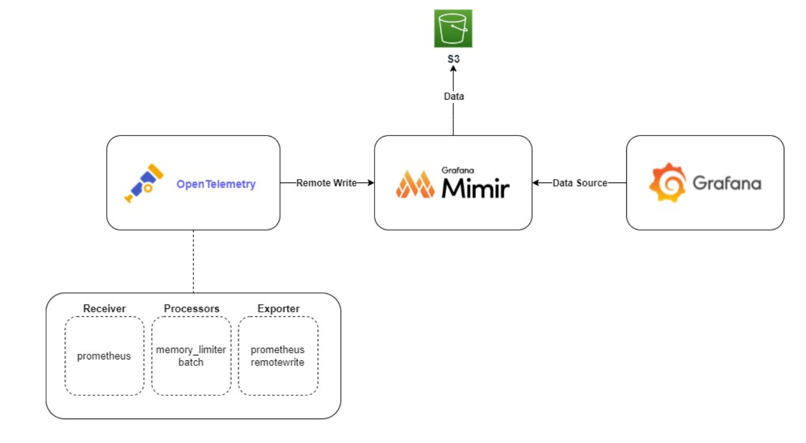 S3
Data
OpenTelemetry
Remote Write
Grafana
Mimir
Data Source
Grafana
Receiver
Processors
Exporter
prometheus
memory_limiter
batch
prometheus
remotewrite